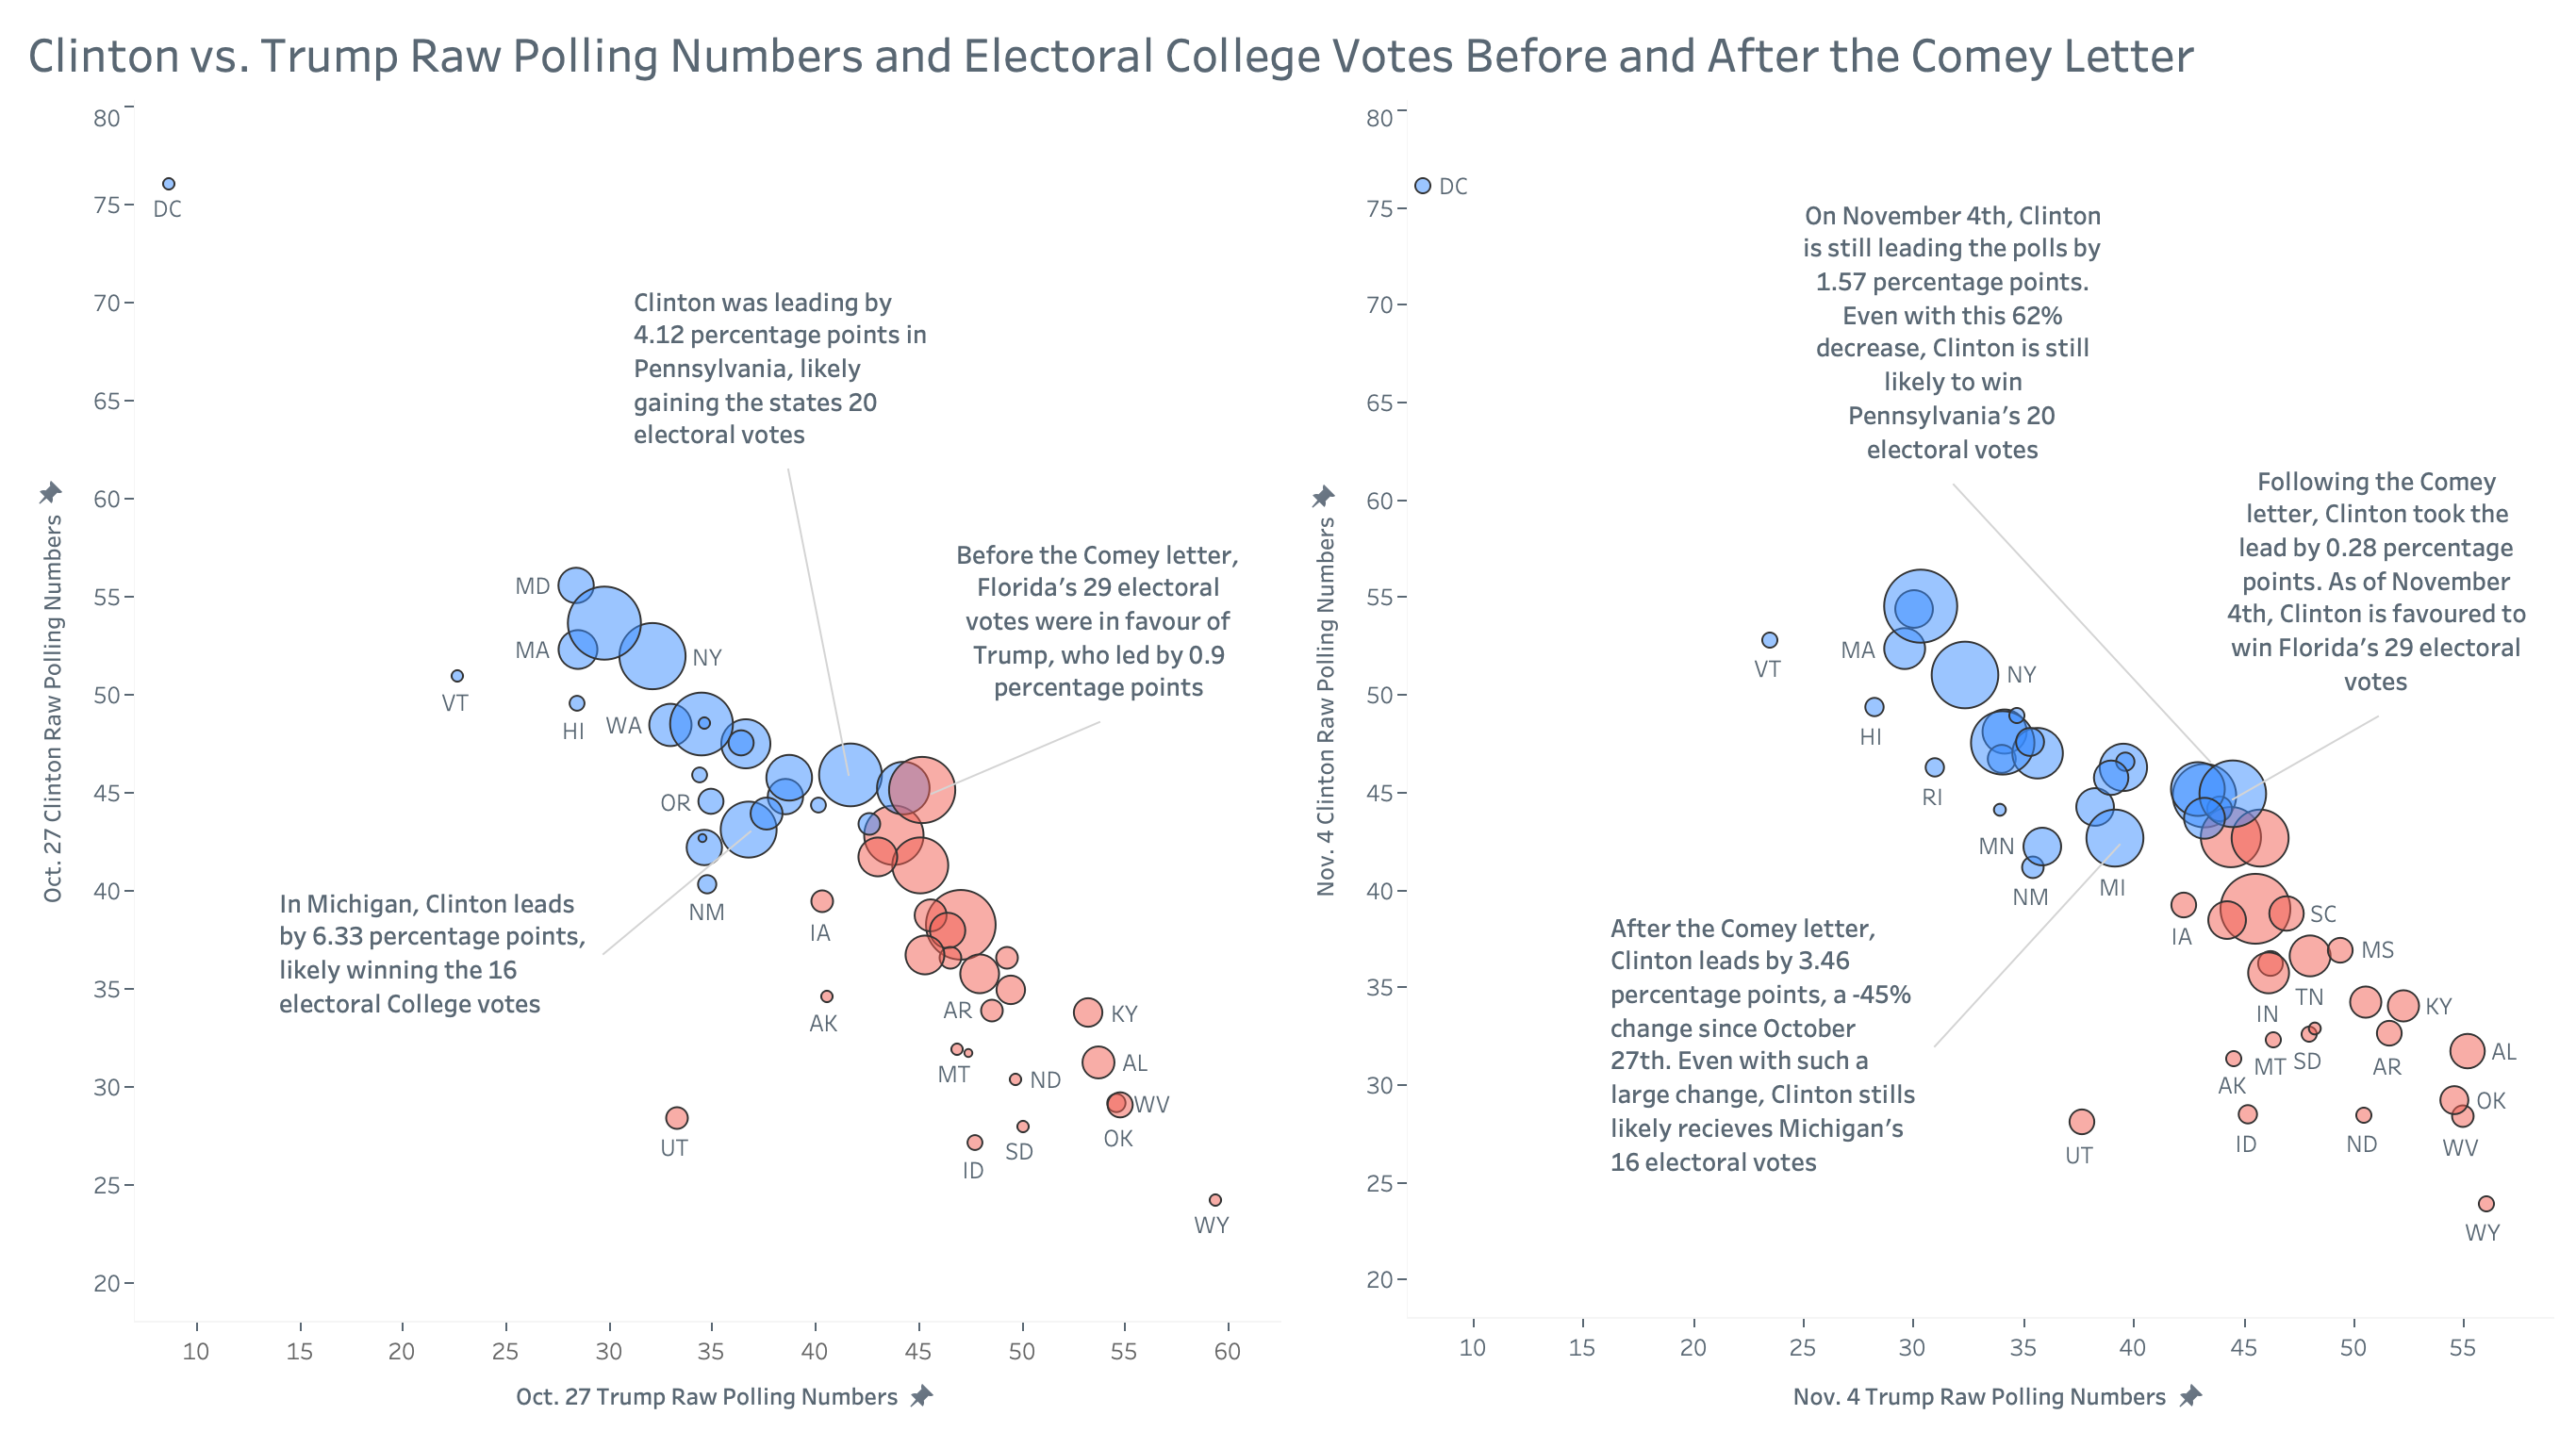 Clinton vs. Trump Raw Polling Numbers and Electoral College Votes Before and After the Comey Letter
Oct. 27 Clinton Raw Polling Numbers
80
75
70
65
60
55
50
45
40
35
30
25
20
DC
Clinton was leading by
4.12 percentage points in
Pennsylvania, likely
gaining the states 20
electoral votes
Before the Comey letter,
Florida's 29 electoral
votes were in favour of
Trump, who led by 0.9
percentage points
MD
MA
NY
VT
HI
WA
OR
NM
In Michigan, Clinton leads
by 6.33 percentage points,
likely winning the 16
electoral College votes
IA
AK
AR
KY
MT
AL
ND
WV
OK
UT
SD
ID
WY
10
15
20
25
30
35
40
45
50
55
60
Oct. 27 Trump Raw Polling Numbers
Nov. 4 Clinton Raw Polling Numbers
80
75
70
65
60
55
50
45
40
35
30
25
20
DC
On November 4th, Clinton
is still leading the polls by
1.57 percentage points.
Even with this 62%
decrease, Clinton is still
likely to win
Pennsylvania’s 20
electoral votes
Following the Comey
letter, Clinton took the
lead by 0.28 percentage
points. As of November
4th, Clinton is favoured to
win Florida’s 29 electoral
votes
MA
VT
NY
HI
RI
MN
NM
MI
After the Comey letter,
Clinton leads by 3.46
percentage points, a -45%
change since October
27th. Even with such a
large change, Clinton stills
likely recieves Michigan’s
16 electoral votes
IA
SC
MS
TN
IN
KY
AL
MT
SD
AR
AK
OK
ID
ND
WV
UT
WY
10
15
20
25
30
35
40
45
50
55
Nov. 4 Trump Raw Polling Numbers